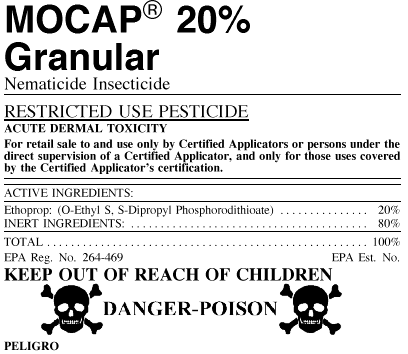 MOCAP® 20%
Granular
Nematicide Insecticide
RESTRICTED USE PESTICIDE
ACUTE DERMAL TOXICITY
For retail sale to and use only by Certified Applicators or persons under the
direct supervision of a Certified Applicator, and only for those uses covered
by the Certified Applicator's certification.
ACTIVE INGREDIENTS:
Ethoprop: (O-Ethyl S, S-Dipropyl Phosphorodithioate) . . . . . . . . . . . . . . . 20%
INERT INGREDIENTS: . . . . . . . . . . . . . . . . . . . . . . . . . . . . . . . . . . . . . . . . 80%
TOTAL . . . . . . . . . . . . . . . . . . . . . . . . . . . . . . . . . . . . . . . . . . . . . . . . . . . . . 100%
EPA Reg. No. 264-469 EPA Est. No.
KEEP OUT OF REACH OF CHILDREN
DANGER-POISON
PELIGRO